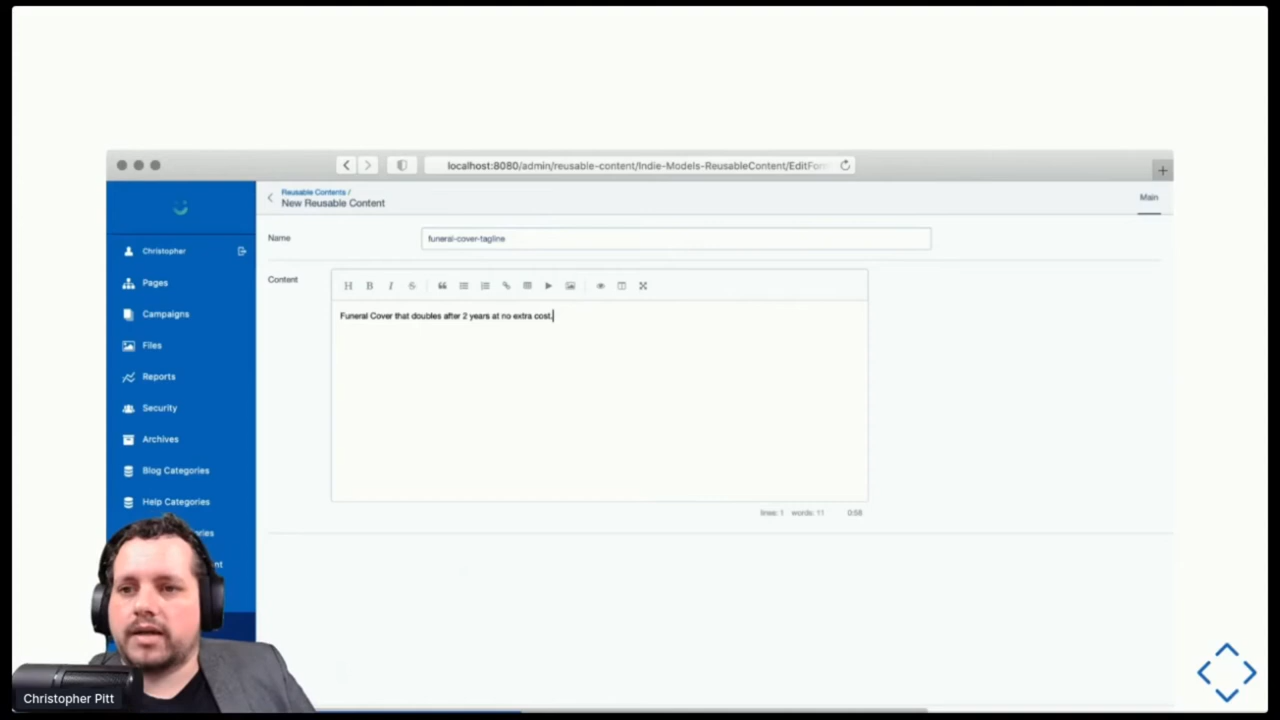 localhost:8080/admin/reusable-content/Indie-Models-ReusableContent/EditFor
Reusable Contents /
New Reusable Content
Main
Christopher
Pages
Campaigns
Files
Reports
Security
Archives
Blog Categories
Help Categories
Name
funeral-cover-tagline
Content
H B I S
Funeral Cover that doubles after 2 years at no extra cost.
lines: 1 words: 11 0:58
Christopher Pitt